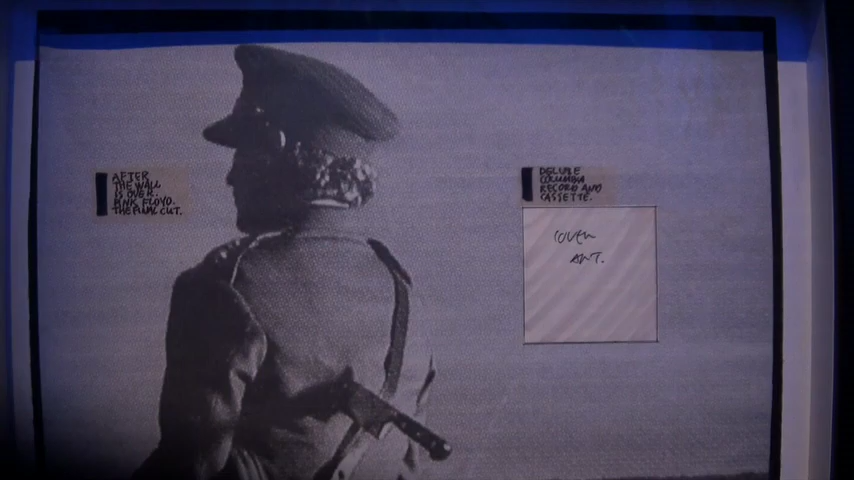 AFTER
THE WALL
IS OVER.
PINK FLOYD.
THE FINAL CUT.
DELUXE
COLUMBIA
RECORD AND
CASSETTE.
COVER
ART.